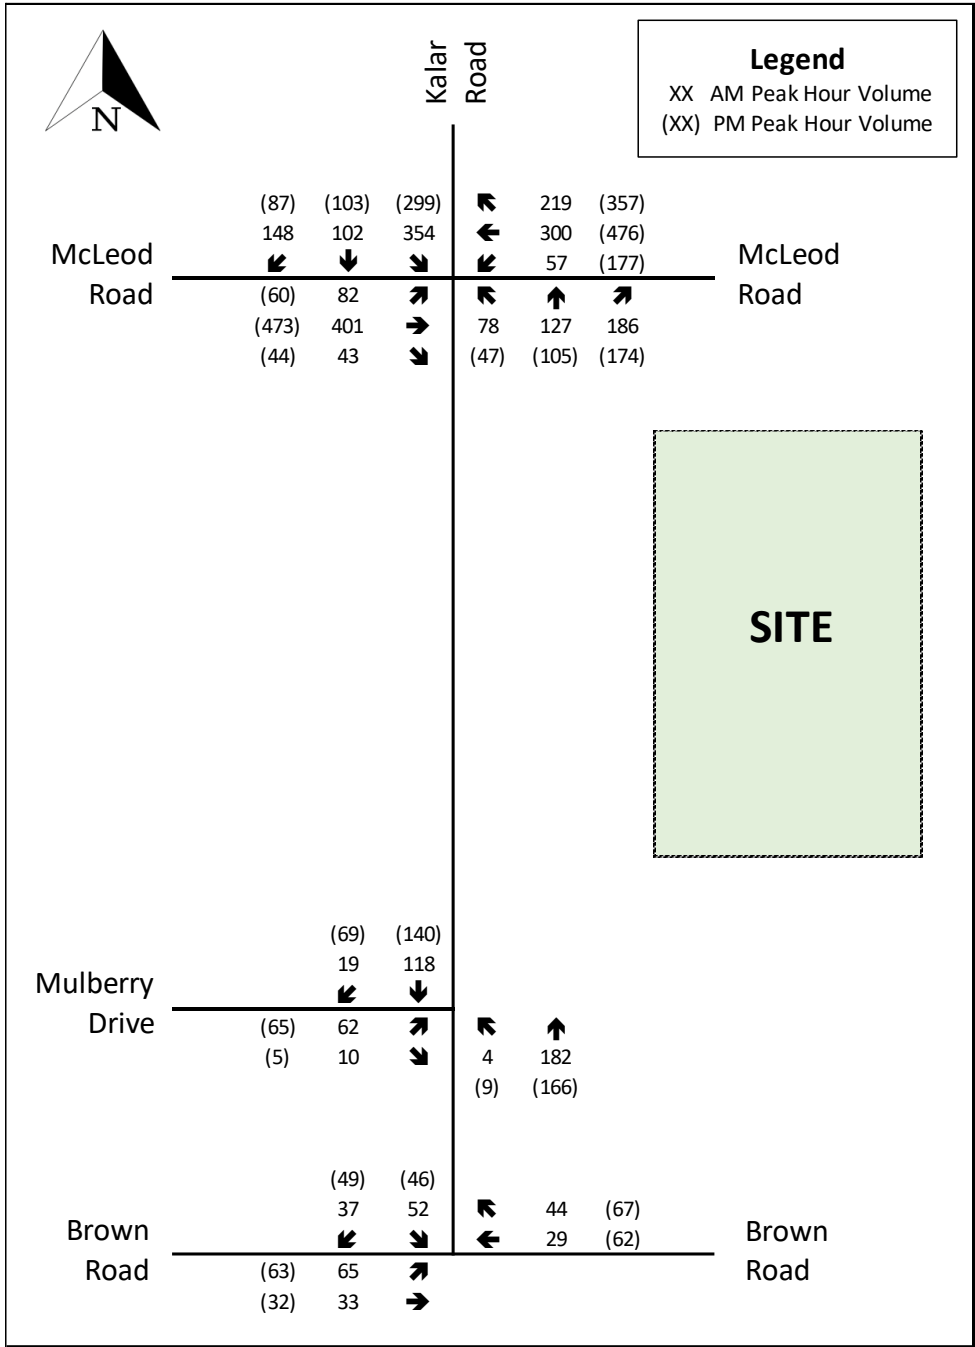 N
Kalar
Road
Legend
XX AM Peak Hour Volume
(XX) PM Peak Hour Volume
(87) (103) (299) 219 (357)
148 102 354 300 (476)
57 (177)
McLeod
Road
McLeod
Road
(60) 82
(473) 401 78 127 186
(44) 43 (47) (105) (174)
SITE
(69) (140)
19 118
Mulberry
Drive
(65) 62
(5) 10 4 182
(9) (166)
(49) (46)
37 52 44 (67)
29 (62)
Brown
Road
Brown
Road
(63) 65
(32) 33